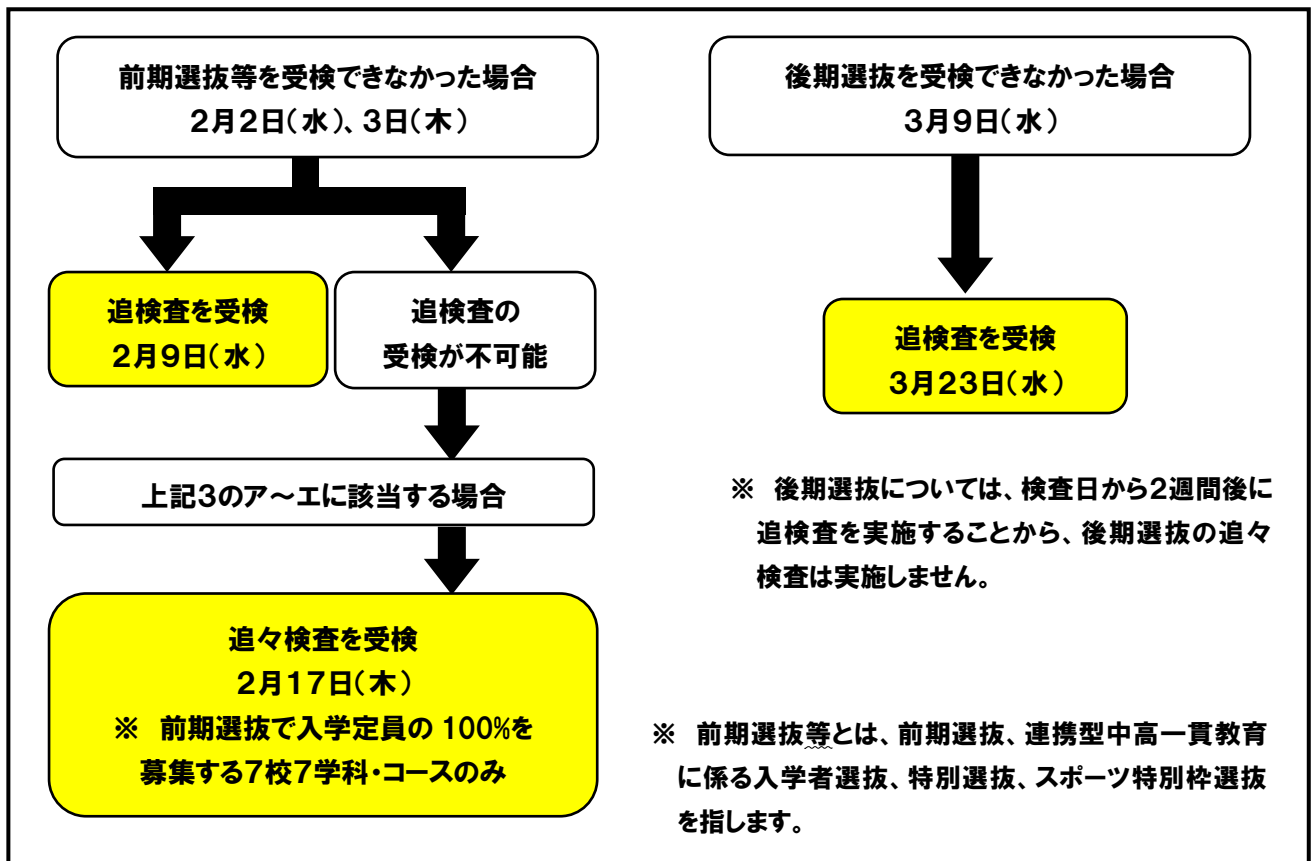 前期選抜等を受検できなかった場合
２月２日（水）、３日（木）
追検査を受検
２月９日（水）
追検査の
受検が不可能
上記３のア～エに該当する場合
追々検査を受検
２月１７日（木）
※　前期選抜で入学定員の 100%を
募集する７校７学科・コースのみ
後期選抜を受検できなかった場合
３月９日（水）
追検査を受検
３月２３日（水）
※　後期選抜については、検査日から２週間後に
追検査を実施することから、後期選抜の追々
検査は実施しません。
※　前期選抜等とは、前期選抜、連携型中高一貫教育
に係る入学者選抜、特別選抜、スポーツ特別枠選抜
を指します。